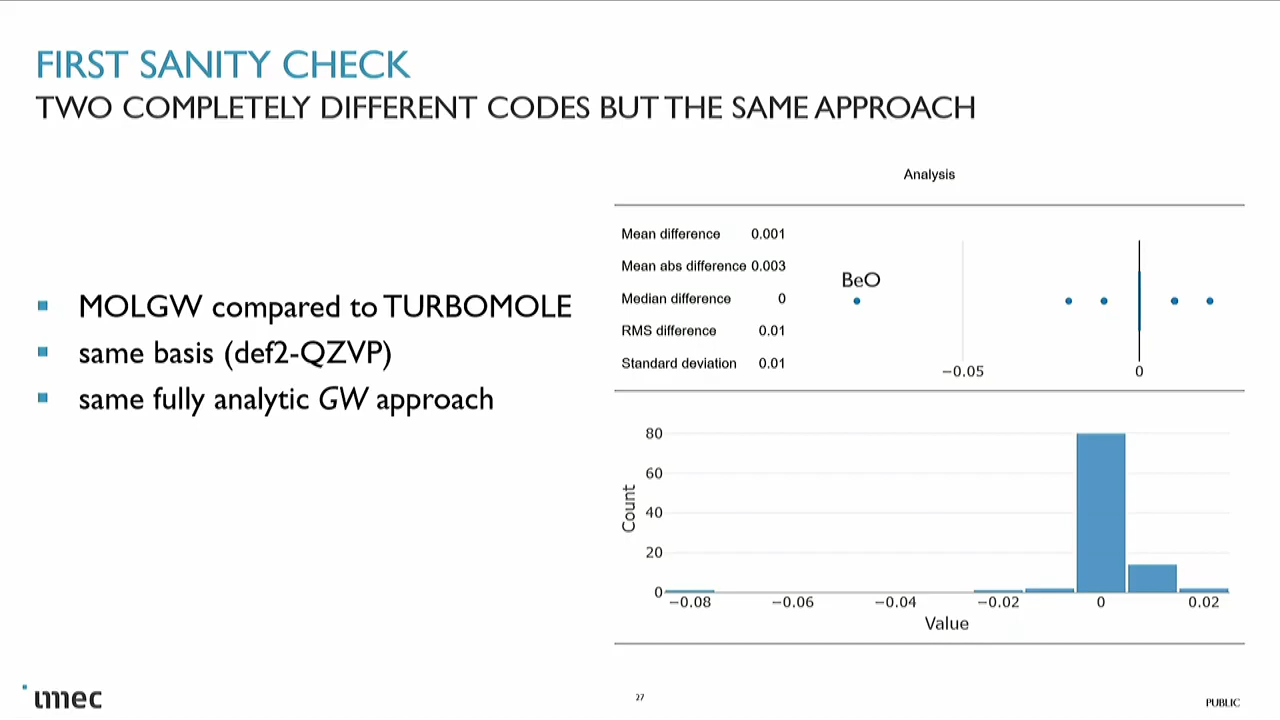 FIRST SANITY CHECK
TWO COMPLETELY DIFFERENT CODES BUT THE SAME APPROACH
▪ MOLGW compared to TURBOMOLE
▪ same basis (def2-QZVP)
▪ same fully analytic GW approach
Analysis
Mean difference 0.001
Mean abs difference 0.003
Median difference 0
RMS difference 0.01
Standard deviation 0.01
BeO
−0.05 0
Count
80
60
40
20
0
−0.08 −0.06 −0.04 −0.02 0 0.02
Value
imec
27
PUBLIC